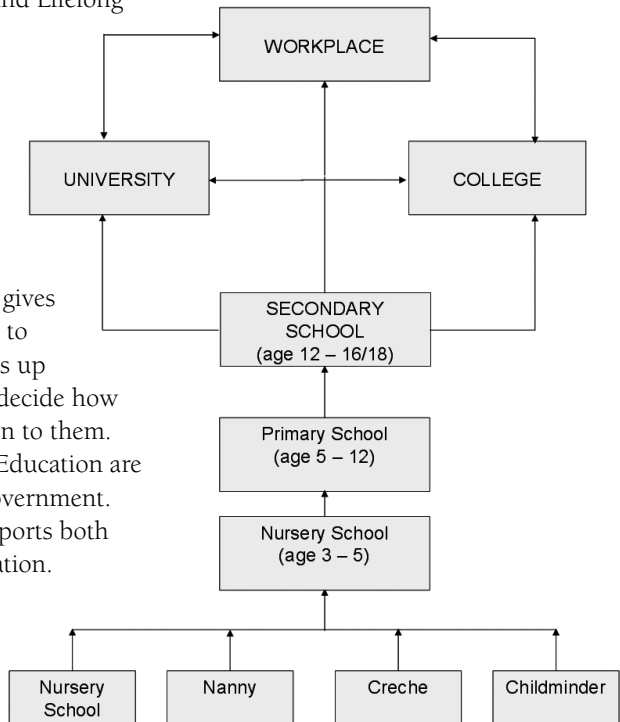 nd Lifelong
WORKPLACE
UNIVERSITY
COLLEGE
gives
to
s up
decide how
n to them.
Education are
overnment.
ports both
ation.
SECONDARY
SCHOOL
(age 12 – 16/18)
Primary School
(age 5 – 12)
Nursery School
(age 3 – 5)
Nursery
School
Nanny
Creche
Childminder